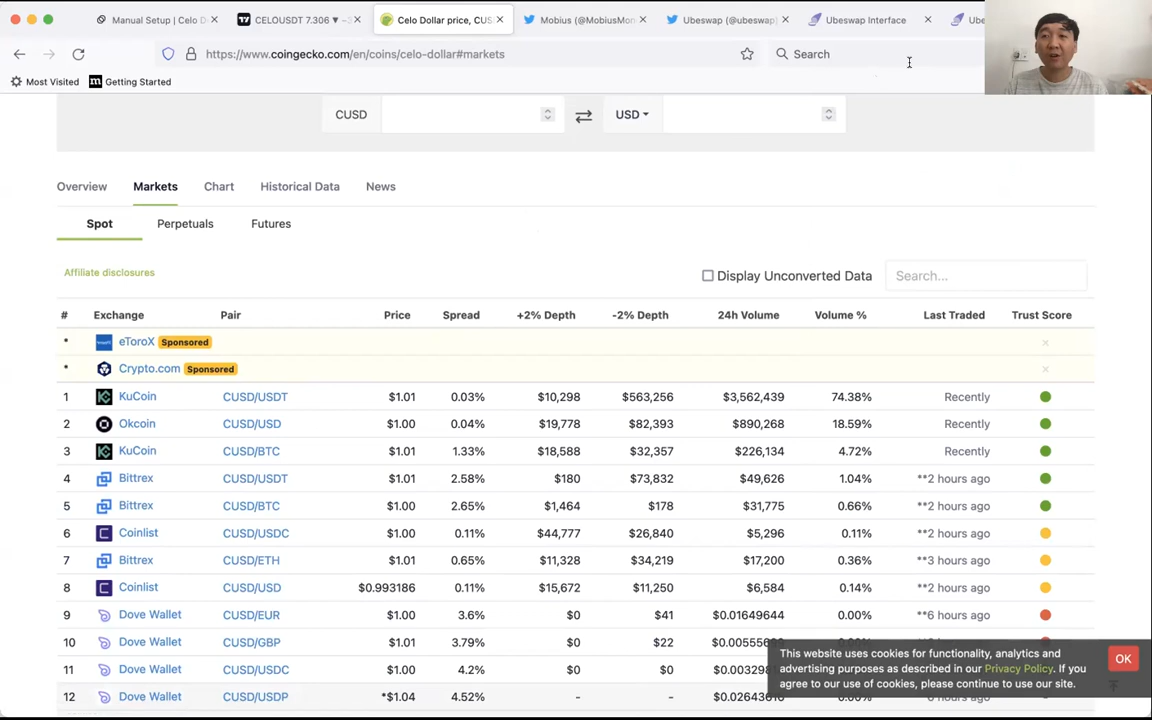 Manual Setup | Celo D
CELOUSDT 7.306
Celo Dollar price, CUS
Mobius (@MobiusMon
Ubeswap (@ubeswap)
Ubeswap Interface
Ube
https://www.coingecko.com/en/coins/celo-dollar#markets
Search
Most Visited
Getting Started
CUSD
USD
Overview Markets Chart Historical Data News
Spot Perpetuals Futures
Affiliate disclosures
Display Unconverted Data
Search...
# Exchange Pair Price Spread +2% Depth -2% Depth 24h Volume Volume % Last Traded Trust Score
* eToroX Sponsored
* Crypto.com Sponsored
1 KuCoin CUSD/USDT $1.01 0.03% $10,298 $563,256 $3,562,439 74.38% Recently
2 Okcoin CUSD/USD $1.00 0.04% $19,778 $82,393 $890,268 18.59% Recently
3 KuCoin CUSD/BTC $1.01 1.33% $18,588 $32,357 $226,134 4.72% Recently
4 Bittrex CUSD/USDT $1.01 2.58% $180 $73,832 $49,626 1.04% **2 hours ago
5 Bittrex CUSD/BTC $1.00 2.65% $1,464 $178 $31,775 0.66% **2 hours ago
6 Coinlist CUSD/USDC $1.00 0.11% $44,777 $26,840 $5,296 0.11% **2 hours ago
7 Bittrex CUSD/ETH $1.01 0.65% $11,328 $34,219 $17,200 0.36% **3 hours ago
8 Coinlist CUSD/USD $0.993186 0.11% $15,672 $11,250 $6,584 0.14% **2 hours ago
9 Dove Wallet CUSD/EUR $1.00 3.6% $0 $41 $0.01649644 0.00% **6 hours ago
10 Dove Wallet CUSD/GBP $1.01 3.79% $0 $22
11 Dove Wallet CUSD/USDC $1.00 4.2% $0 $0
12 Dove Wallet CUSD/USDP *$1.04 4.52% - -
This website uses cookies for functionality, analytics and
advertising purposes as described in our Privacy Policy. If you
agree to our use of cookies, please continue to use our site.
OK